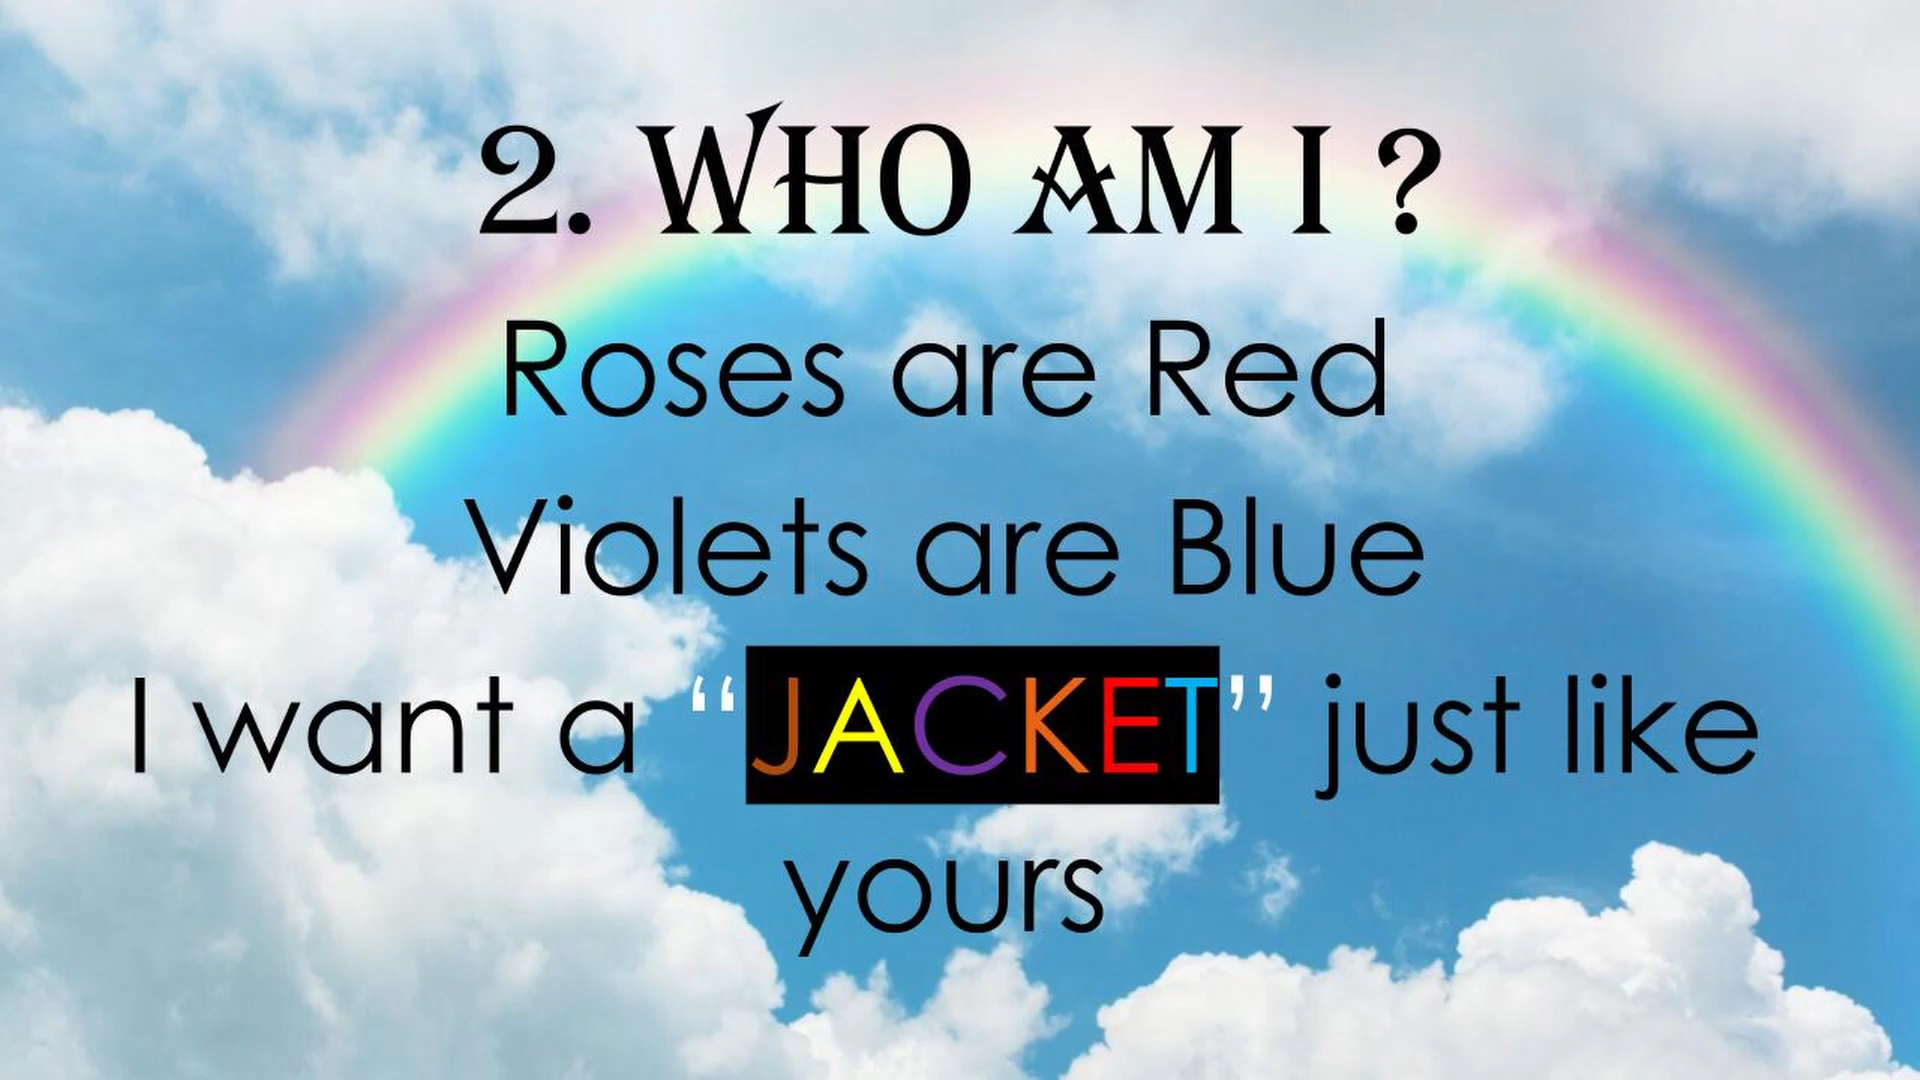 2. WHO AM I ?
Roses are Red
Violets are Blue
I want a “JACKET” just like
yours